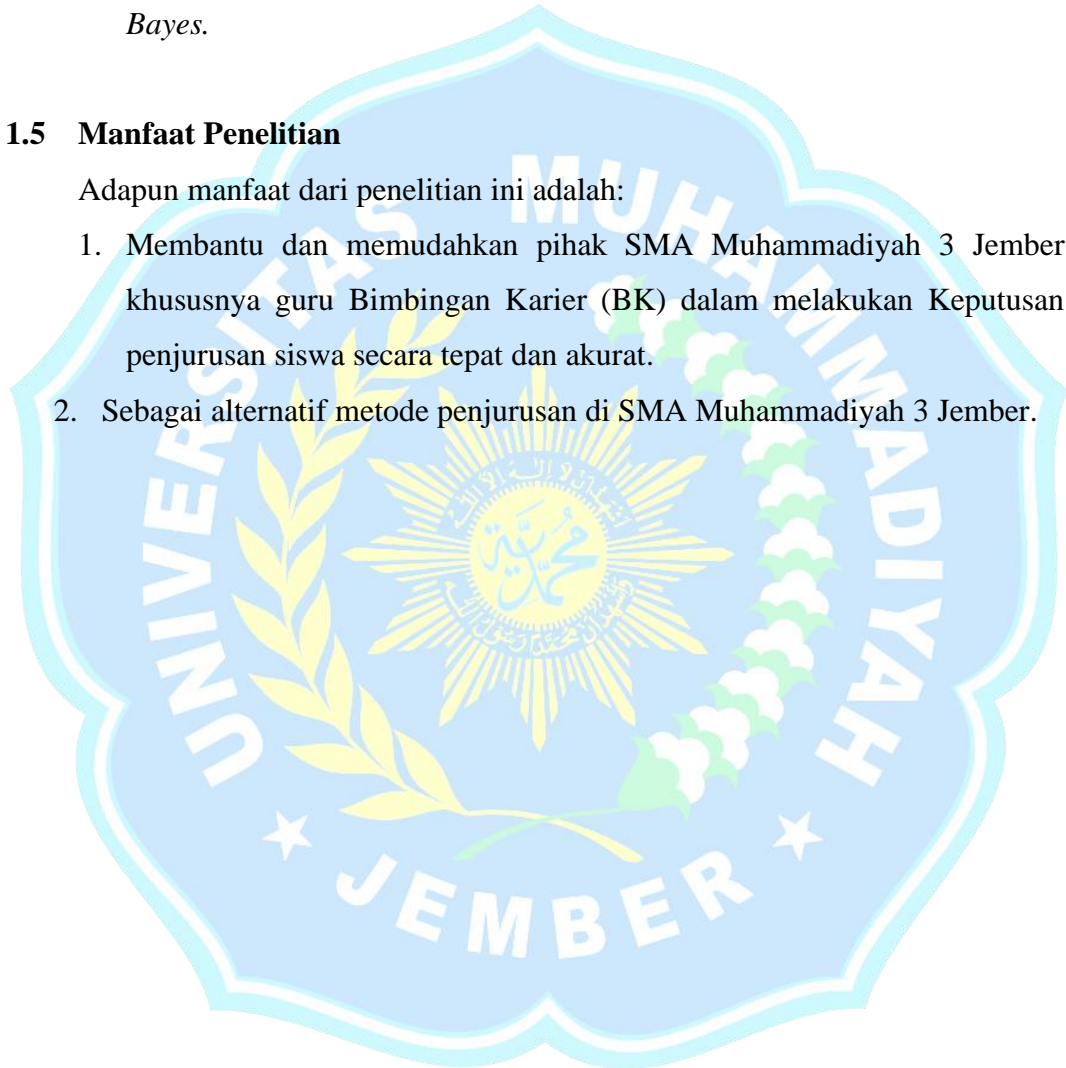 Bayes.
1.5 Manfaat Penelitian
Adapun manfaat dari penelitian ini adalah:
1. Membantu dan memudahkan pihak SMA Muhammadiyah 3 Jember
khususnya guru Bimbingan Karier (BK) dalam melakukan Keputusan
penjurusan siswa secara tepat dan akurat.
2. Sebagai alternatif metode penjurusan di SMA Muhammadiyah 3 Jember.
UNIVERSITAS MUHAMMADIYAH
محمدية
JEMBER